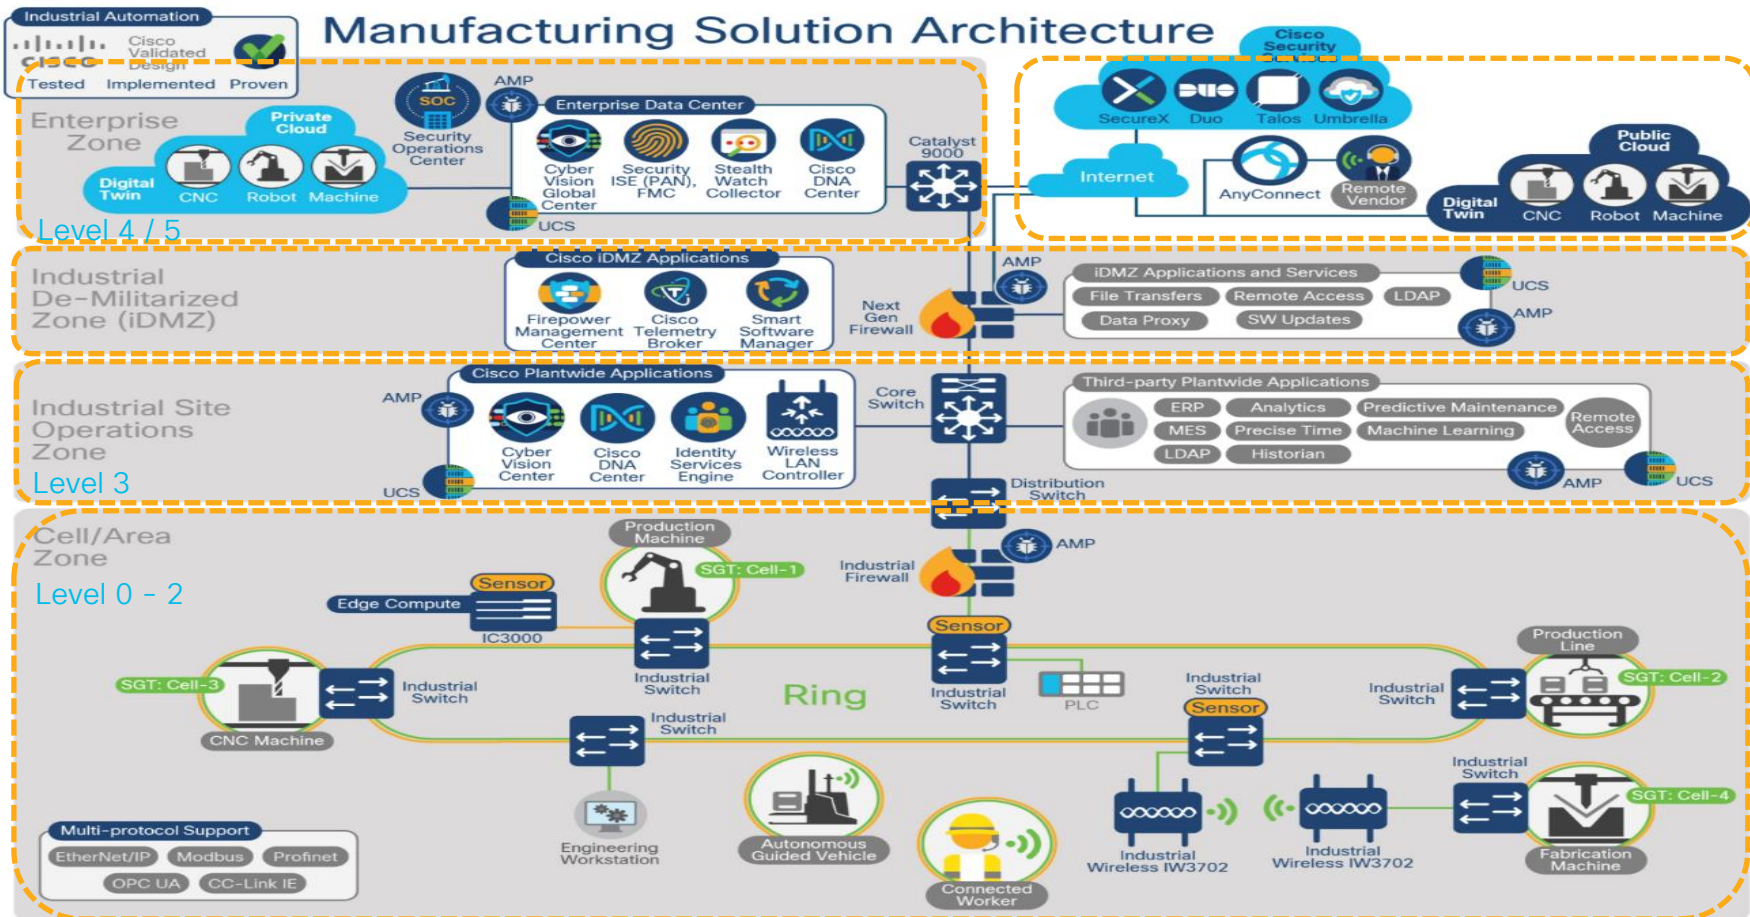 Industrial Automation
CISCO
Cisco
Validated
Design
Tested Implemented Proven
Manufacturing Solution Architecture
Cisco
Security
SecureX Duo Talos Umbrella
Enterprise
Zone
Private
Cloud
Digital
Twin
CNC Robot Machine
Level 4 / 5
SOC
Security
Operations
Center
AMP
Enterprise Data Center
Cyber
Vision
Global
Center
Security
ISE (PAN),
FMC
Stealth
Watch
Collector
Cisco
DNA
Center
UCS
Catalyst
9000
Internet
AnyConnect
Remote
Vendor
Public
Cloud
Digital
Twin
CNC Robot Machine
Industrial
De-Militarized
Zone (iDMZ)
Cisco iDMZ Applications
Firepower
Management
Center
Cisco
Telemetry
Broker
Smart
Software
Manager
Next
Gen
Firewall
AMP
iDMZ Applications and Services
File Transfers Remote Access LDAP
Data Proxy SW Updates
UCS
AMP
Industrial Site
Operations
Zone
Level 3
AMP
UCS
Cisco Plantwide Applications
Cyber
Vision
Center
Cisco
DNA
Center
Identity
Services
Engine
Wireless
LAN
Controller
Core
Switch
Third-party Plantwide Applications
ERP Analytics Predictive Maintenance
MES Precise Time Machine Learning
LDAP Historian
Remote
Access
AMP
UCS
Distribution
Switch
Cell/Area
Zone
Level 0 - 2
Production
Machine
SGT: Cell-1
Sensor
Edge Compute
IC3000
Industrial
Firewall
AMP
Sensor
Industrial
Switch
Industrial
Switch
PLC
Ring
SGT: Cell-3
CNC Machine
Industrial
Switch
Industrial
Switch
Engineering
Workstation
Autonomous
Guided Vehicle
Connected
Worker
Industrial
Switch
Sensor
Industrial
Wireless IW3702
Industrial
Wireless IW3702
Industrial
Switch
Production
Line
SGT: Cell-2
Industrial
Switch
SGT: Cell-4
Fabrication
Machine
Multi-protocol Support
EtherNet/IP Modbus Profinet
OPC UA CC-Link IE